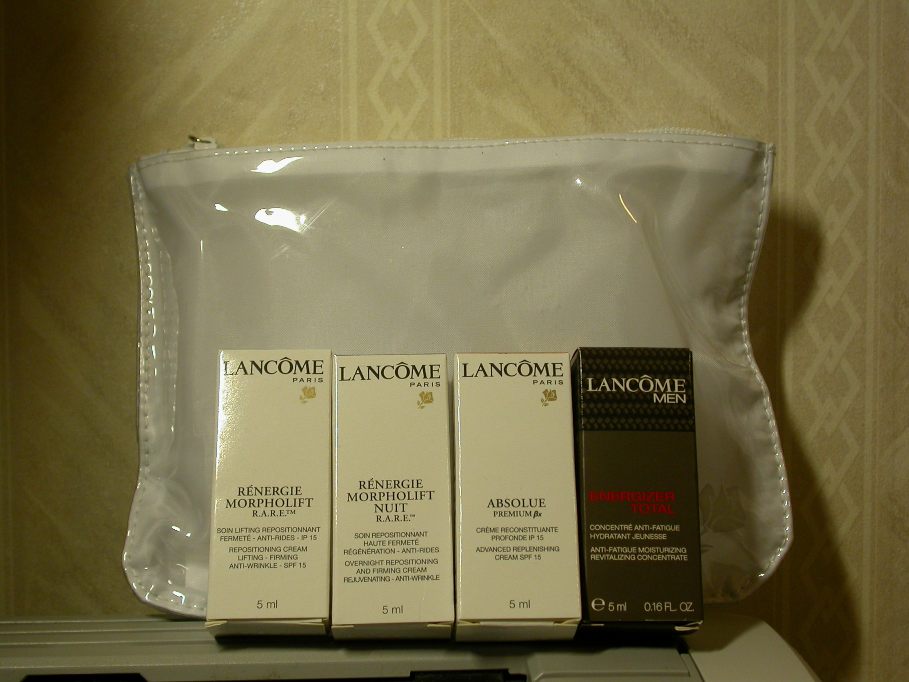 LANCÔME
PARIS
RÉNERGIE
MORPHOLIFT
R.A.R.E.™
SOIN LIFTING REPOSITIONNANT
FERMETÉ - ANTI-RIDES - IP 15
REPOSITIONING CREAM
LIFTING - FIRMING
ANTI-WRINKLE - SPF 15
5 ml
LANCÔME
PARIS
RÉNERGIE
MORPHOLIFT
NUIT
R.A.R.E.™
SOIN REPOSITIONNANT
HAUTE FERMETÉ
RÉGÉNÉRATION - ANTI-RIDES
OVERNIGHT REPOSITIONING
AND FIRMING CREAM
REJUVENATING - ANTI-WRINKLE
5 ml
LANCÔME
PARIS
ABSOLUE
PREMIUM βx
CRÈME RECONSTITUANTE
PROFONDE IP 15
ADVANCED REPLENISHING
CREAM SPF 15
5 ml
LANCÔME
MEN
ENERGIZER
TOTAL
CONCENTRÉ ANTI-FATIGUE
HYDRATANT JEUNESSE
ANTI-FATIGUE MOISTURIZING
REVITALIZING CONCENTRATE
℮ 5 ml 0.16 FL. OZ.